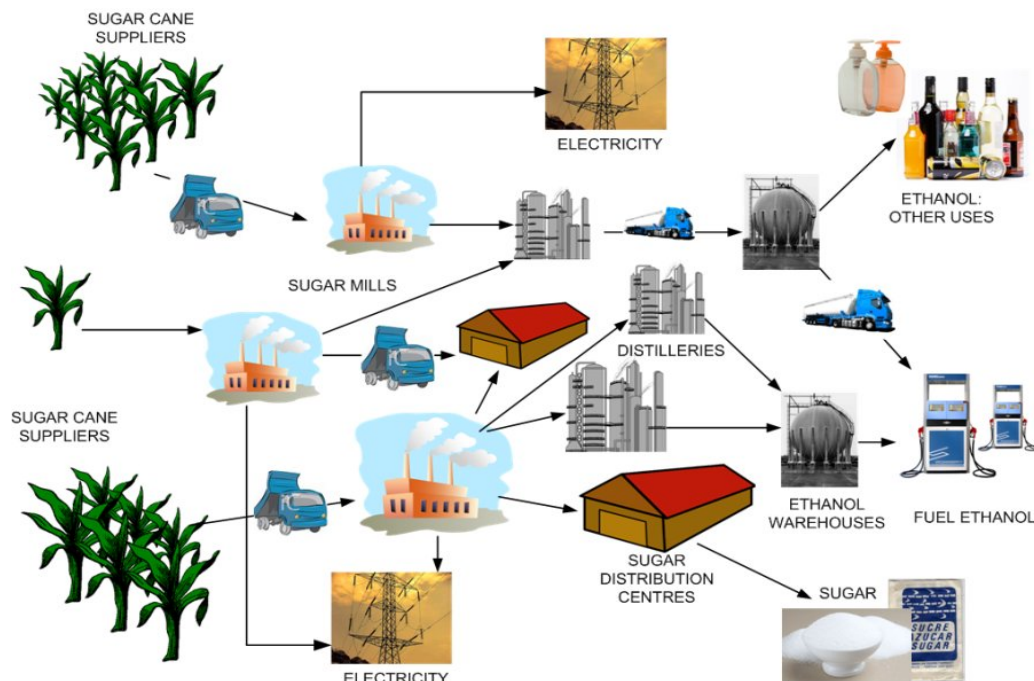 SUGAR CANE
SUPPLIERS
ELECTRICITY
ETHANOL:
OTHER USES
SUGAR MILLS
DISTILLERIES
SUGAR CANE
SUPPLIERS
ETHANOL
WAREHOUSES
FUEL ETHANOL
SUGAR
DISTRIBUTION
CENTRES
SUGAR
SUCRE
AZUCAR
SUGAR
ELECTRICITY